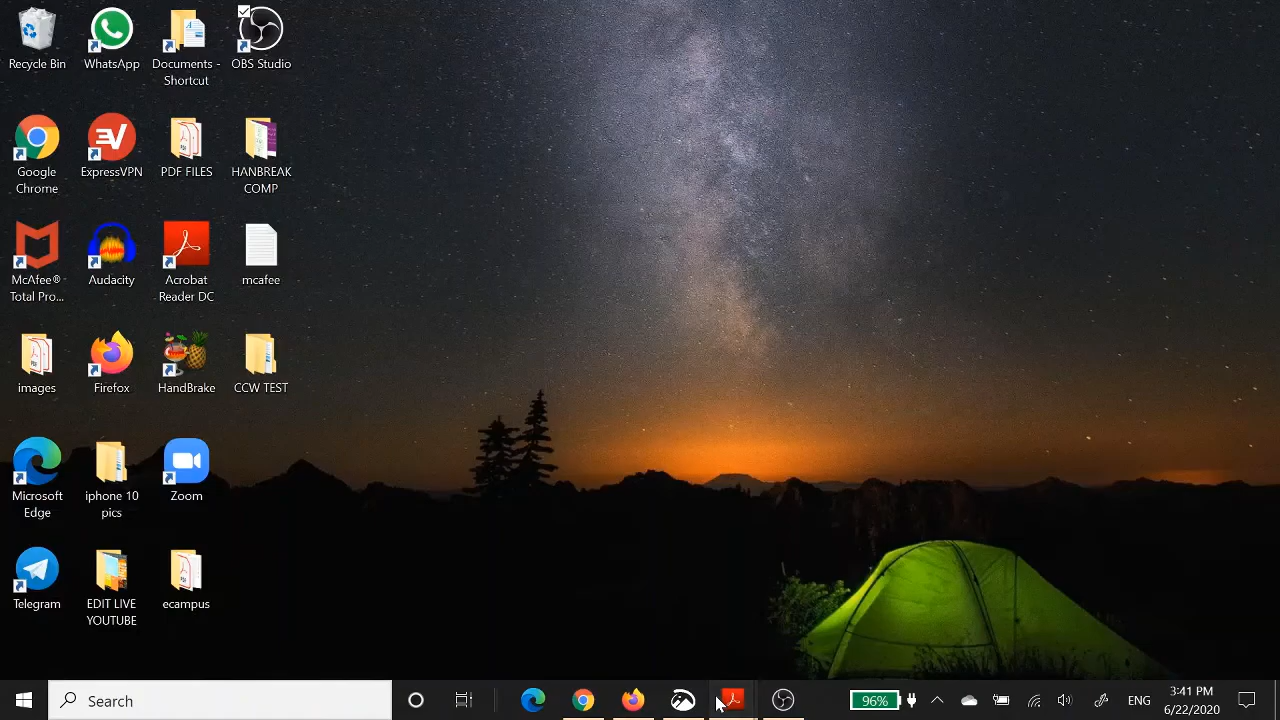 Recycle Bin
WhatsApp
Documents -
Shortcut
OBS Studio
Google
Chrome
ExpressVPN
PDF FILES
HANBREAK
COMP
McAfee®
Total Pro...
Audacity
Acrobat
Reader DC
mcafee
images
Firefox
HandBrake
CCW TEST
Microsoft
Edge
iphone 10
pics
Zoom
Telegram
EDIT LIVE
YOUTUBE
ecampus
Search
96%
ENG
3:41 PM
6/22/2020